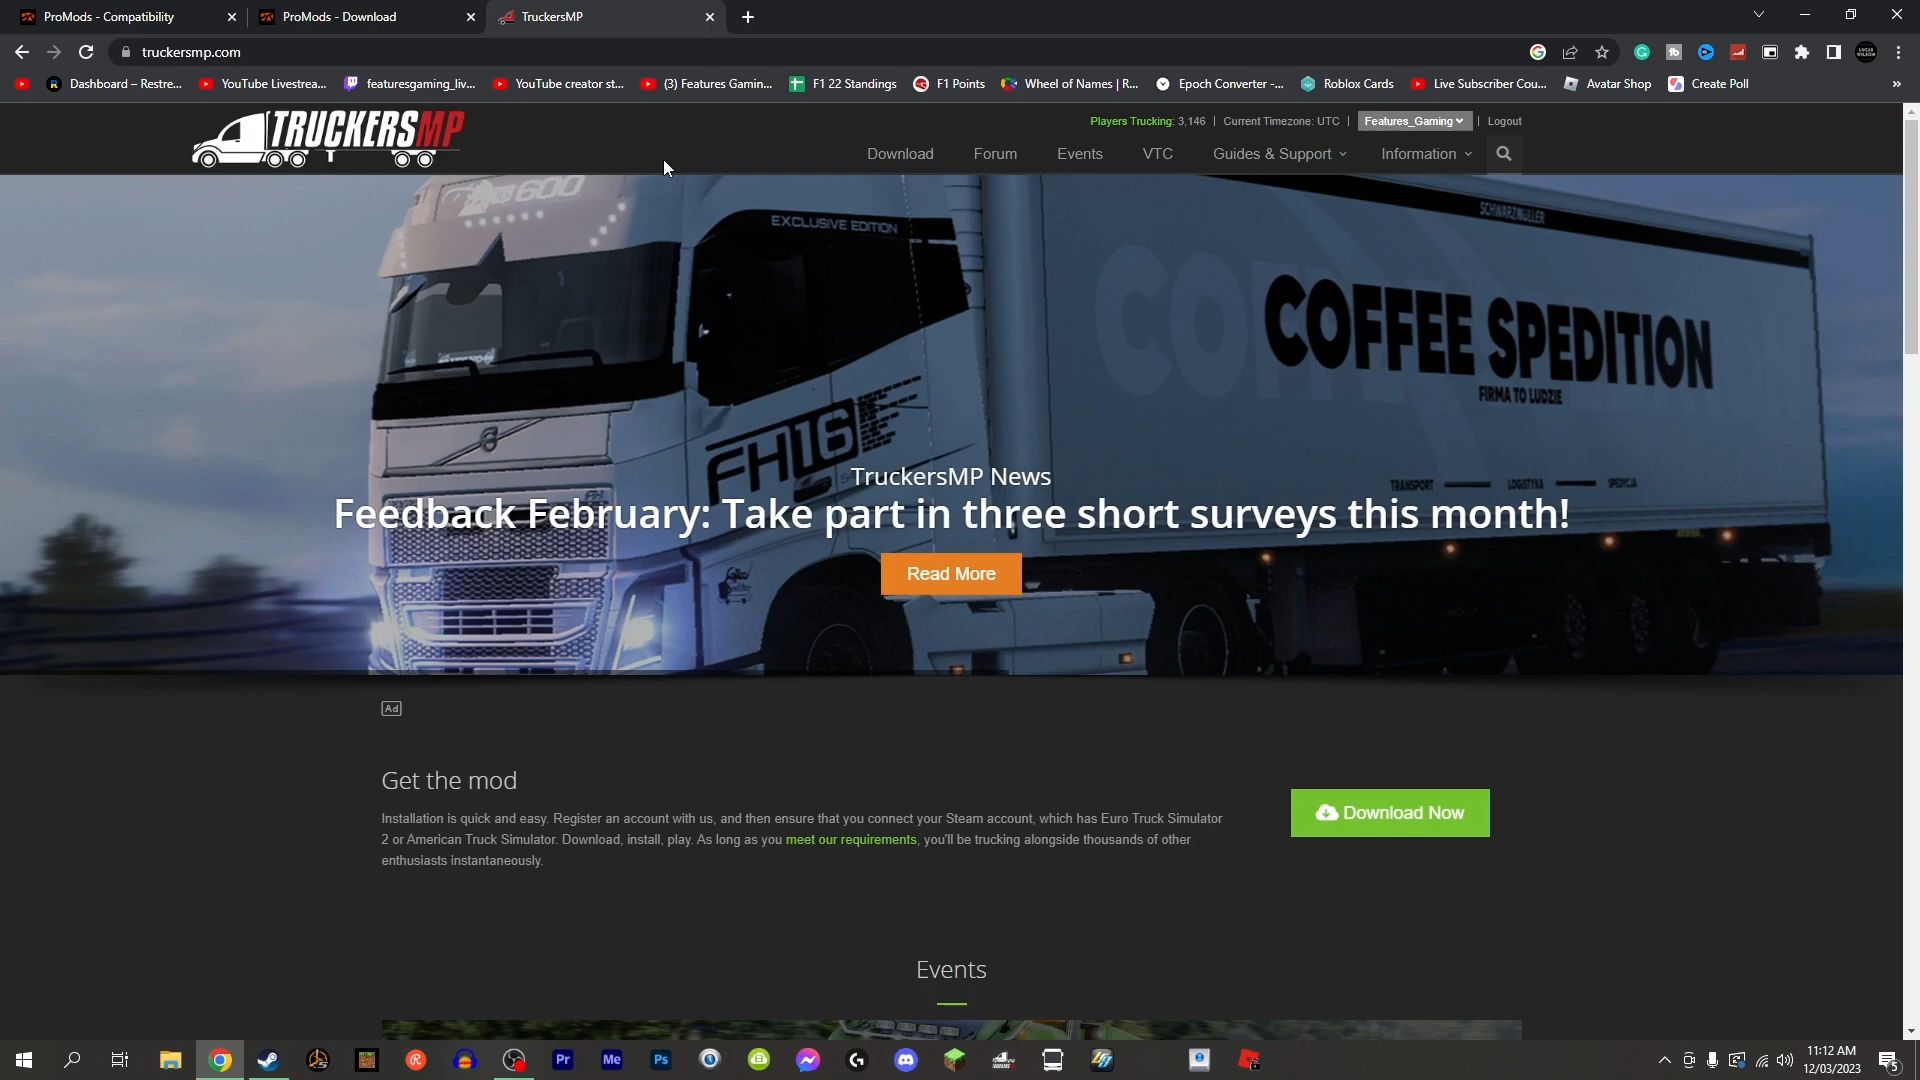 ProMods - Compatibility
ProMods - Download
TruckersMP
truckersmp.com
Dashboard – Restre...
YouTube Livestrea...
featuresgaming_liv...
YouTube creator st...
(3) Features Gamin...
F1 22 Standings
F1 Points
Wheel of Names | R...
Epoch Converter -...
Roblox Cards
Live Subscriber Cou...
Avatar Shop
Create Poll
TRUCKERSMP
Players Trucking: 3,146 | Current Timezone: UTC | Features_Gaming | Logout
Download
Forum
Events
VTC
Guides & Support
Information
600
EXCLUSIVE EDITION
SCHWARZMÜLLER
COFFEE SPEDITION
FIRMA TO LUDZIE
FH16
TRANSPORT
LOGISTYKA
SPEDYCJA
TruckersMP News
Feedback February: Take part in three short surveys this month!
Read More
Ad
Get the mod
Installation is quick and easy. Register an account with us, and then ensure that you connect your Steam account, which has Euro Truck Simulator
2 or American Truck Simulator. Download, install, play. As long as you meet our requirements, you'll be trucking alongside thousands of other
enthusiasts instantaneously.
Download Now
Events
Pr
Me
Ps
11:12 AM
12/03/2023
5